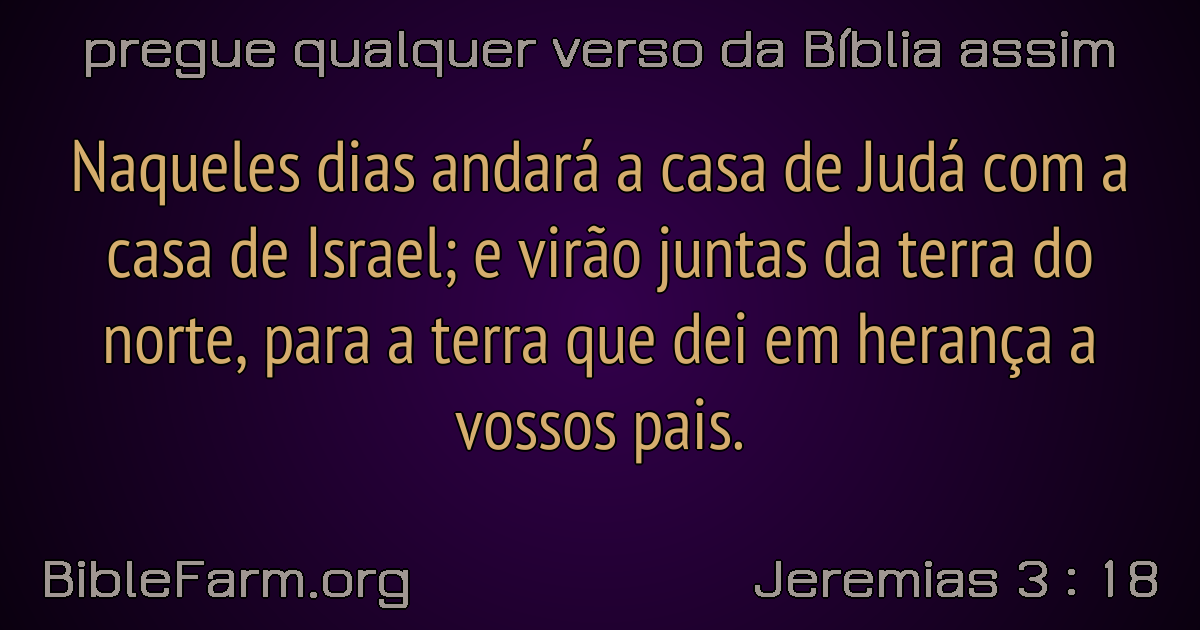 pregue qualquer verso da Bíblia assim
Naqueles dias andará a casa de Judá com a
casa de Israel; e virão juntas da terra do
norte, para a terra que dei em herança a
vossos pais.
BibleFarm.org
Jeremias 3 : 18